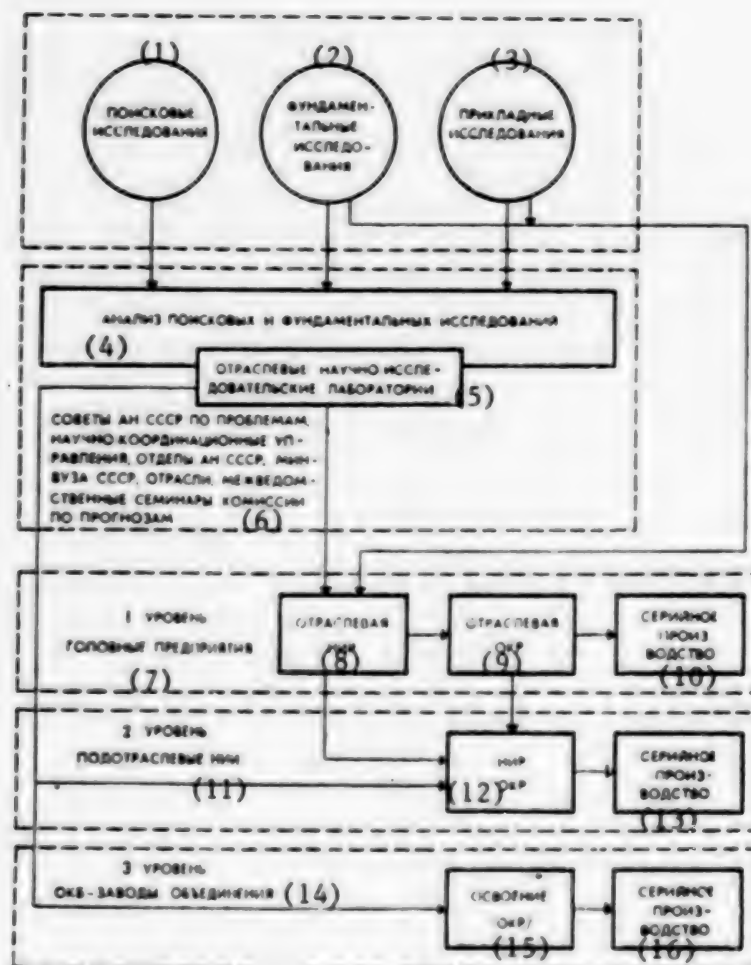 (1)
(2)
(3)
ПОИСКОВЫЕ
ИССЛЕДОВАНИЯ
ФУНДАМЕН-
ТАЛЬНЫЕ
ИССЛЕДО-
ВАНИЯ
ПРИКЛАДНЫЕ
ИССЛЕДОВАНИЯ
АНАЛИЗ ПОИСКОВЫХ И ФУНДАМЕНТАЛЬНЫХ ИССЛЕДОВАНИЙ
(4)
ОТРАСЛЕВЫЕ НАУЧНО-ИССЛЕ-
ДОВАТЕЛЬСКИЕ ЛАБОРАТОРИИ
(5)
СОВЕТЫ АН СССР ПО ПРОБЛЕМАМ,
НАУЧНО-КООРДИНАЦИОННЫЕ УП-
РАВЛЕНИЯ, ОТДЕЛЫ АН СССР, МИН-
ВУЗА СССР, ОТРАСЛИ, МЕЖВЕДОМ-
СТВЕННЫЕ СЕМИНАРЫ КОМИССИИ
ПО ПРОГНОЗАМ
(6)
1 УРОВЕНЬ
ГОЛОВНЫЕ ПРЕДПРИЯТИЯ
(7)
ОТРАСЛЕВАЯ
НИР
(8)
ОТРАСЛЕВАЯ
ОКР
(9)
СЕРИЙНОЕ
ПРОИЗ
ВОДСТВО
(10)
2 УРОВЕНЬ
ПОДОТРАСЛЕВЫЕ НИИ
(11)
НИР
ОКР
(12)
СЕРИЙНОЕ
ПРОИЗ-
ВОДСТВО
(13)
3 УРОВЕНЬ
ОКБ-ЗАВОДЫ ОБЪЕДИНЕНИЯ (14)
ОСВОЕНИЕ
ОКР/
(15)
СЕРИЙНОЕ
ПРОИЗ-
ВОДСТВО
(16)